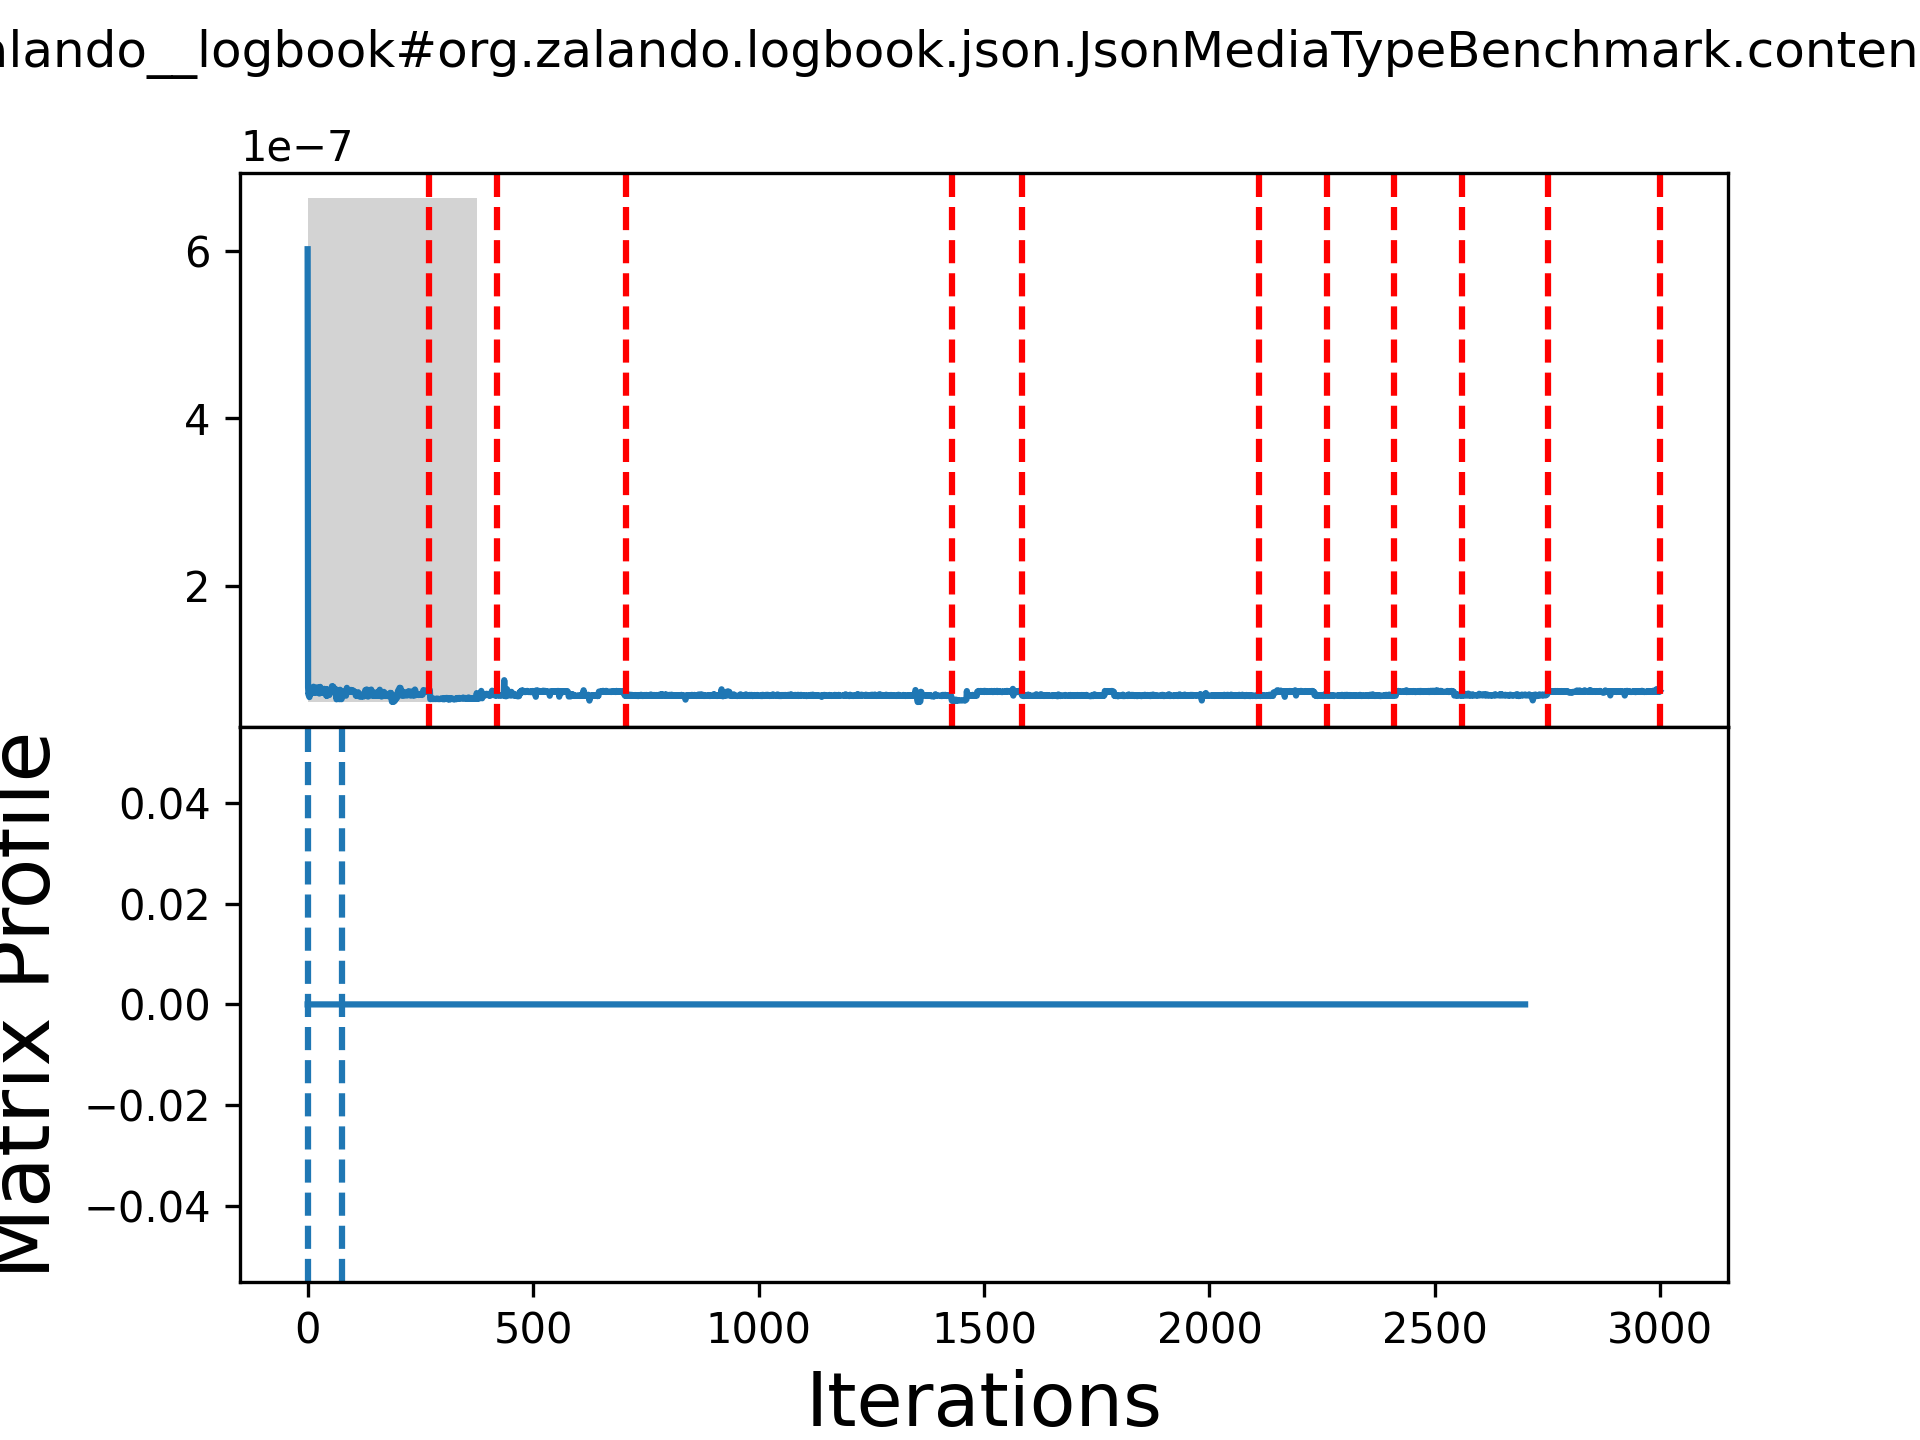 alando__logbook#org.zalando.logbook.json.JsonMediaTypeBenchmark.conten
1e−7
6
4
2
Matrix Profile
0.04
0.02
0.00
−0.02
−0.04
0 500 1000 1500 2000 2500 3000
Iterations